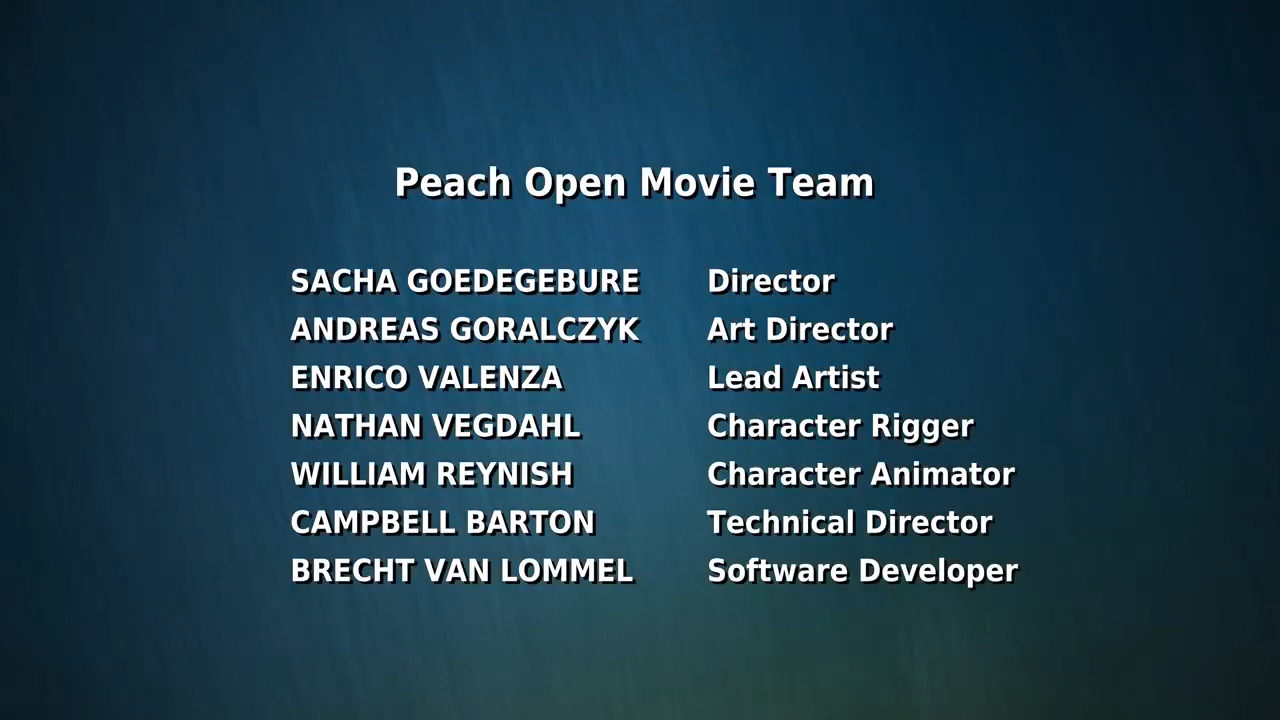 Peach Open Movie Team
SACHA GOEDEGEBURE Director
ANDREAS GORALCZYK Art Director
ENRICO VALENZA Lead Artist
NATHAN VEGDAHL Character Rigger
WILLIAM REYNISH Character Animator
CAMPBELL BARTON Technical Director
BRECHT VAN LOMMEL Software Developer